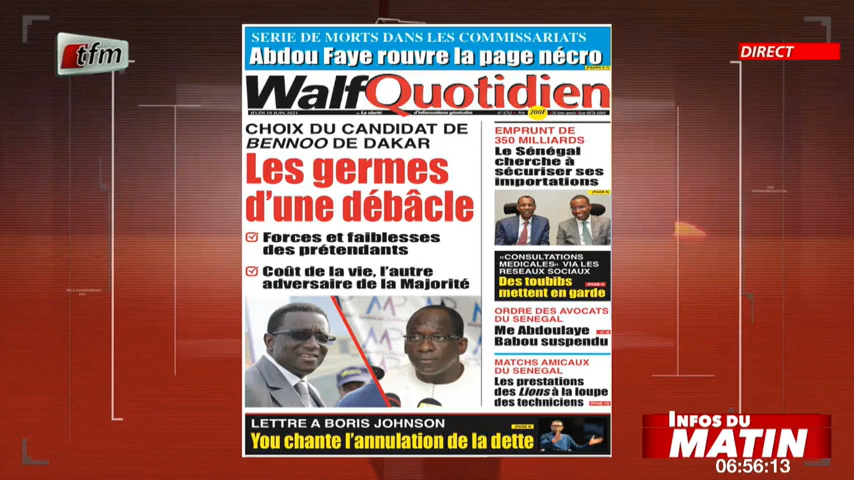 tfm
DIRECT
SERIE DE MORTS DANS LES COMMISSARIATS
Abdou Faye rouvre la page nécro
WalfQuotidien
JEUDI 10 JUIN 2021
200F
CHOIX DU CANDIDAT DE
BENNOO DE DAKAR
Les germes
d'une débâcle
Forces et faiblesses
des prétendants
Coût de la vie, l'autre
adversaire de la Majorité
EMPRUNT DE
350 MILLIARDS
Le Sénégal
cherche à
sécuriser ses
importations
«CONSULTATIONS
MEDICALES» VIA LES
RESEAUX SOCIAUX
Des toubibs
mettent en garde
ORDRE DES AVOCATS
DU SENEGAL
Me Abdoulaye
Babou suspendu
MATCHS AMICAUX
DU SENEGAL
Les prestations
des Lions à la loupe
des techniciens
LETTRE A BORIS JOHNSON
You chante l'annulation de la dette
INFOS DU
MATIN
06:56:13